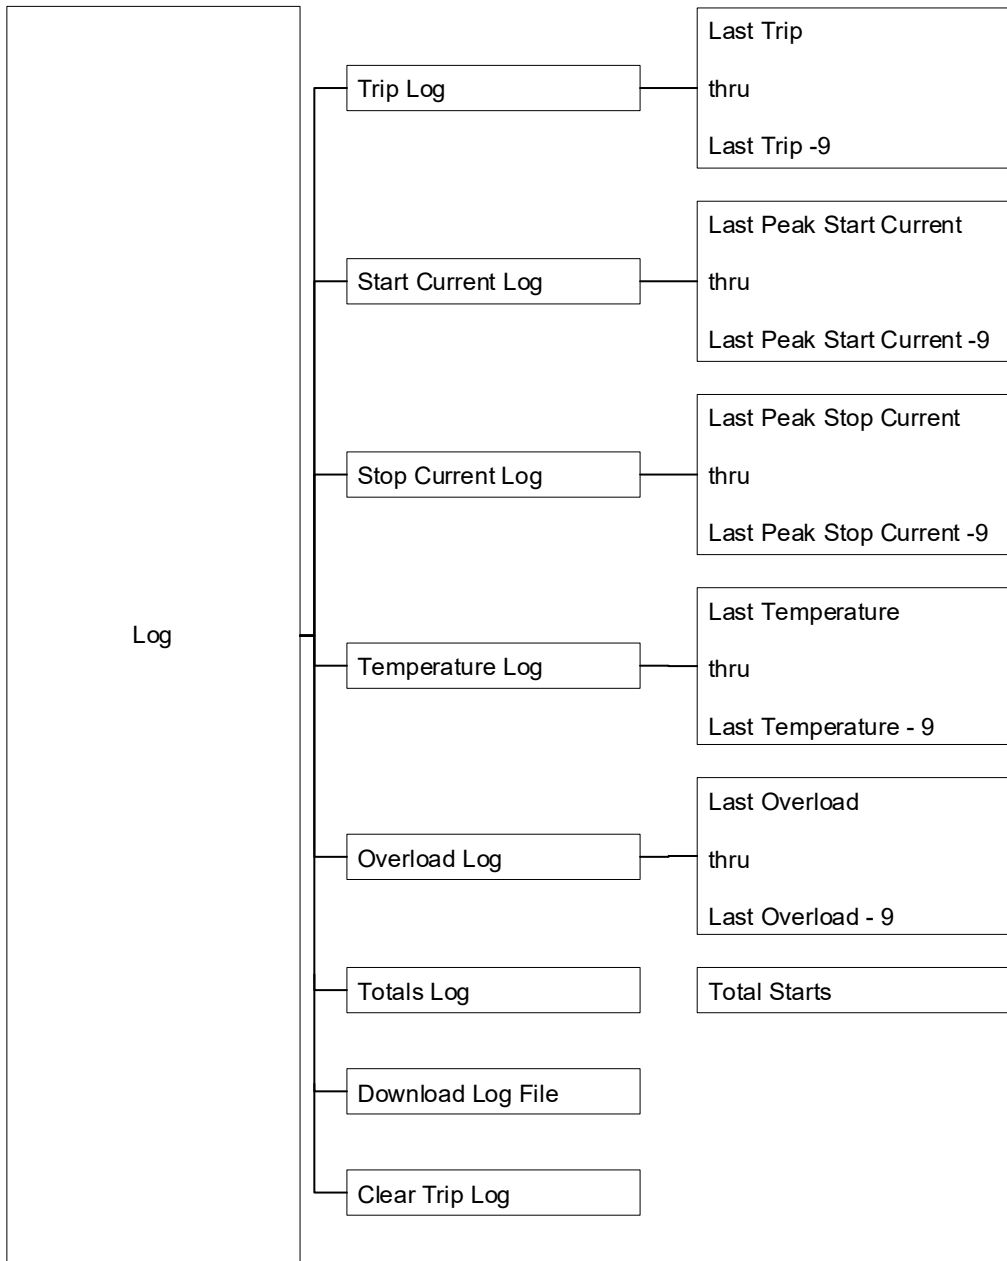 Log
Trip Log
Last Trip
thru
Last Trip -9
Start Current Log
Last Peak Start Current
thru
Last Peak Start Current -9
Stop Current Log
Last Peak Stop Current
thru
Last Peak Stop Current -9
Temperature Log
Last Temperature
thru
Last Temperature - 9
Overload Log
Last Overload
thru
Last Overload - 9
Totals Log
Total Starts
Download Log File
Clear Trip Log